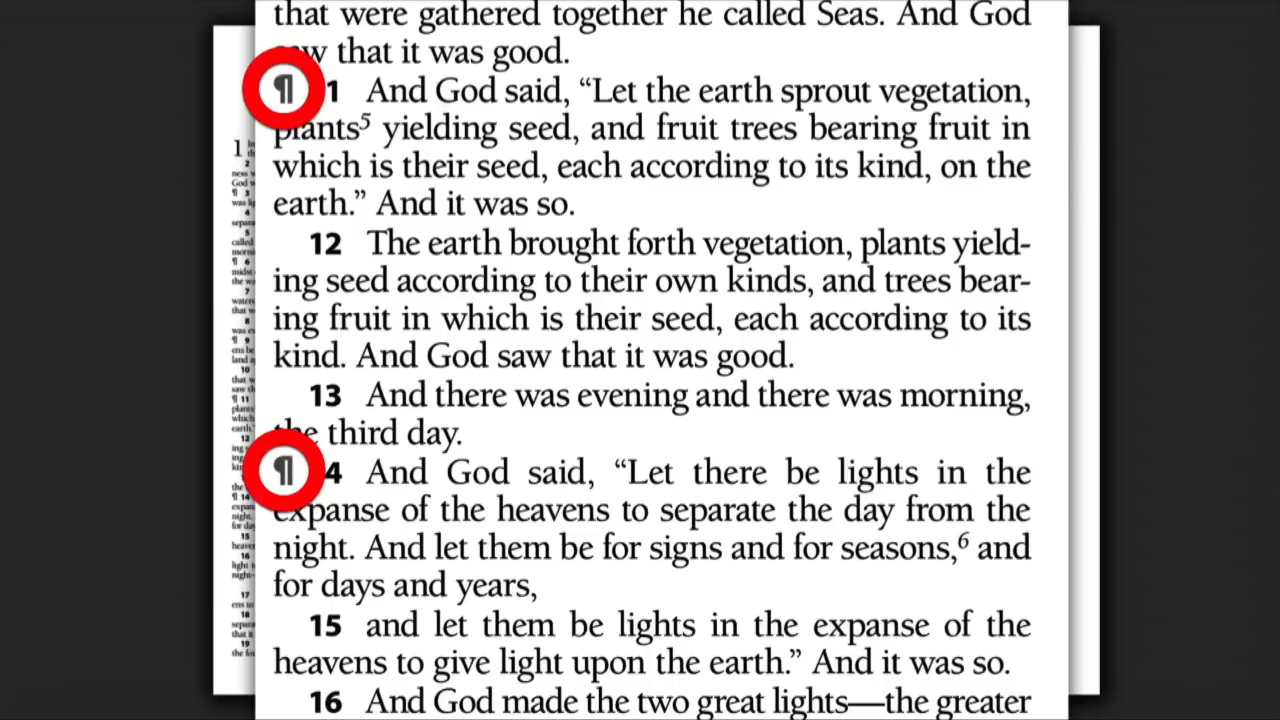 that were gathered together he called Seas. And God
saw that it was good.
¶ 1 And God said, “Let the earth sprout vegetation,
plants⁵ yielding seed, and fruit trees bearing fruit in
which is their seed, each according to its kind, on the
earth.” And it was so.
12 The earth brought forth vegetation, plants yield-
ing seed according to their own kinds, and trees bear-
ing fruit in which is their seed, each according to its
kind. And God saw that it was good.
13 And there was evening and there was morning,
the third day.
¶ 4 And God said, “Let there be lights in the
expanse of the heavens to separate the day from the
night. And let them be for signs and for seasons,⁶ and
for days and years,
15 and let them be lights in the expanse of the
heavens to give light upon the earth.” And it was so.
16 And God made the two great lights—the greater